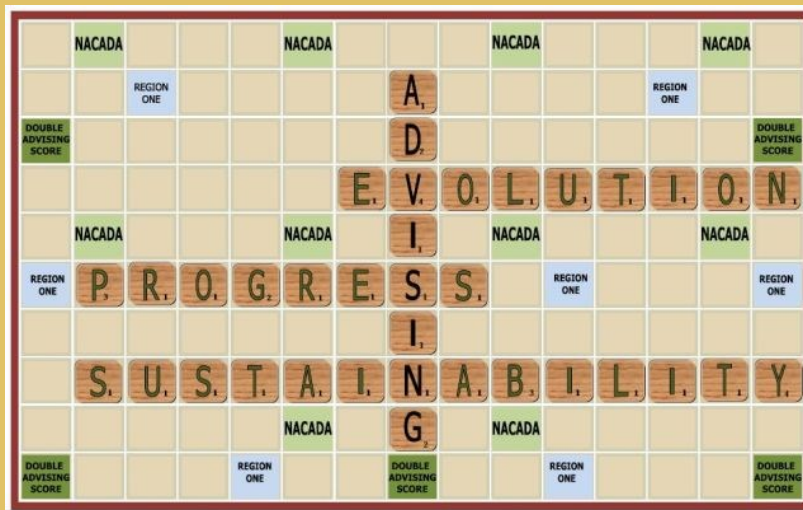 NACADA NACADA NACADA NACADA
REGION ONE A REGION ONE
DOUBLE ADVISING SCORE D DOUBLE ADVISING SCORE
EVOLUTION
NACADA NACADA I NACADA NACADA
REGION ONE PROGRESS REGION ONE REGION ONE
I
SUSTAINABILITY
NACADA G NACADA
DOUBLE ADVISING SCORE REGION ONE DOUBLE ADVISING SCORE REGION ONE DOUBLE ADVISING SCORE